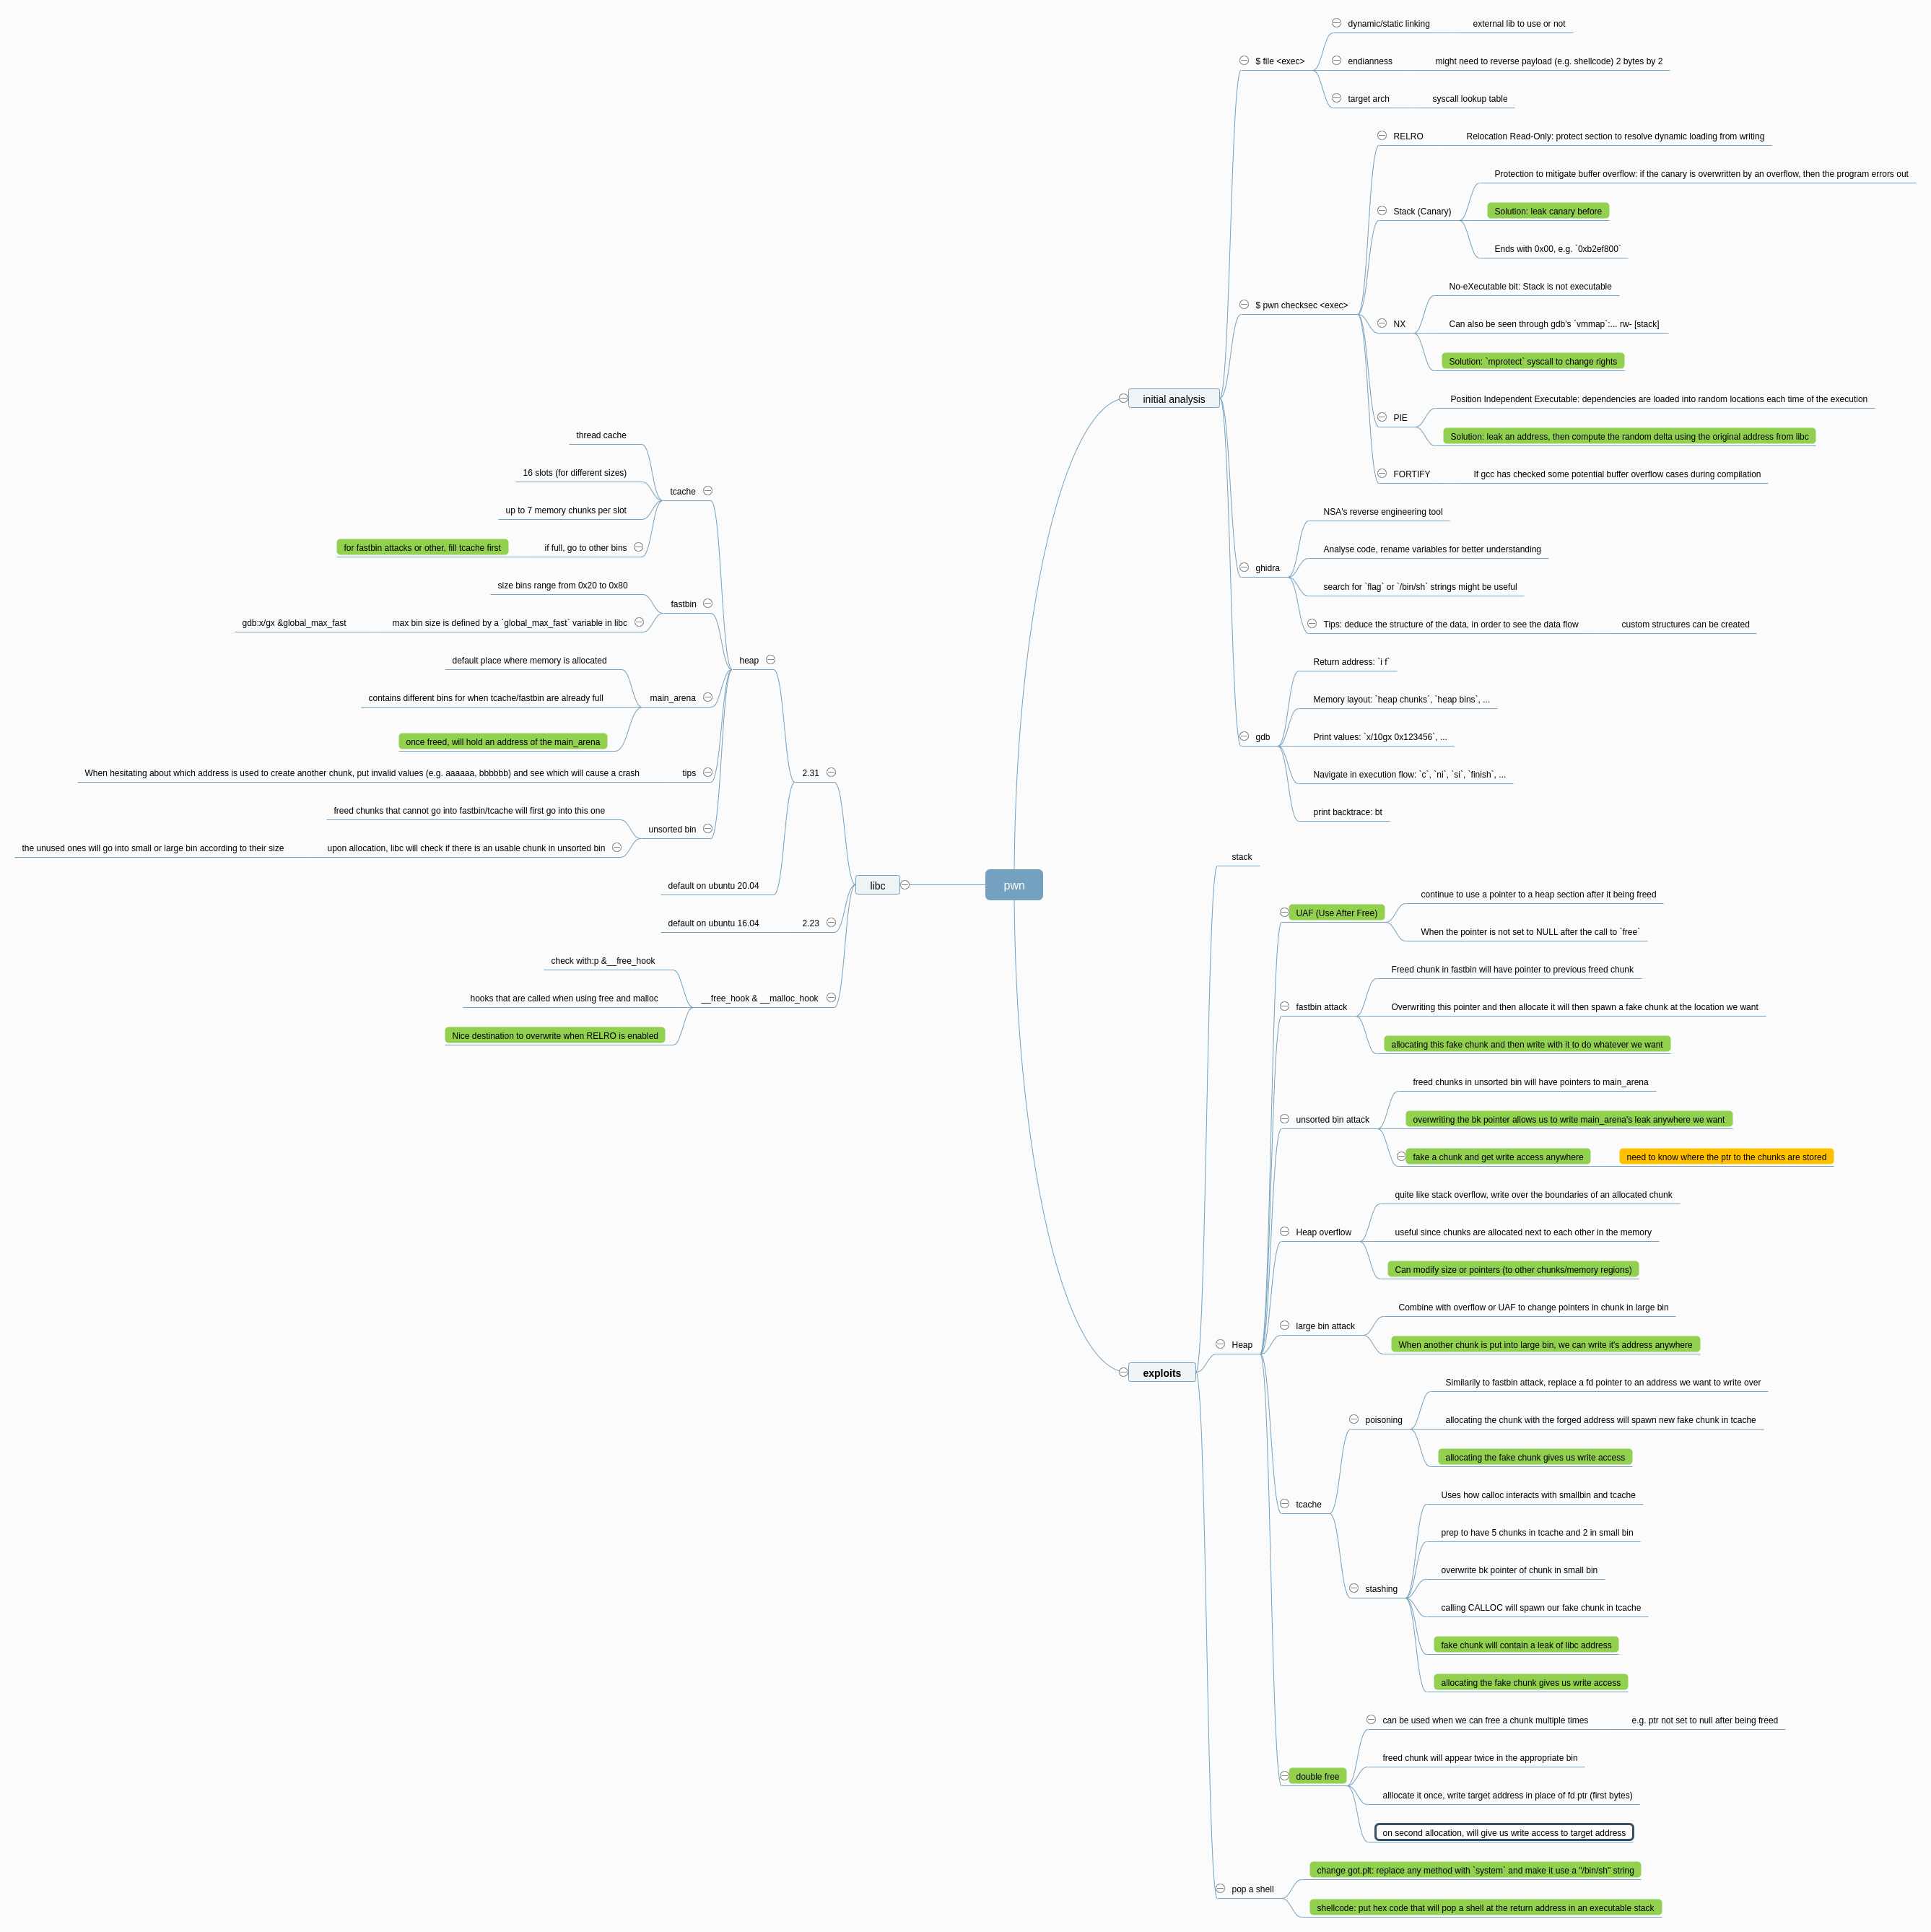 pwn
initial analysis
$ file <exec>
dynamic/static linking
external lib to use or not
endianness
might need to reverse payload (e.g. shellcode) 2 bytes by 2
target arch
syscall lookup table
$ pwn checksec <exec>
RELRO
Relocation Read-Only: protect section to resolve dynamic loading from writing
Stack (Canary)
Protection to mitigate buffer overflow: if the canary is overwritten by an overflow, then the program errors out
Solution: leak canary before
Ends with 0x00, e.g. `0xb2ef800`
NX
No-eXecutable bit: Stack is not executable
Can also be seen through gdb's `vmmap`:... rw- [stack]
Solution: `mprotect` syscall to change rights
PIE
Position Independent Executable: dependencies are loaded into random locations each time of the execution
Solution: leak an address, then compute the random delta using the original address from libc
FORTIFY
If gcc has checked some potential buffer overflow cases during compilation
ghidra
NSA's reverse engineering tool
Analyse code, rename variables for better understanding
search for `flag` or `/bin/sh` strings might be useful
Tips: deduce the structure of the data, in order to see the data flow
custom structures can be created
gdb
Return address: `i f`
Memory layout: `heap chunks`, `heap bins`, ...
Print values: `x/10gx 0x123456`, ...
Navigate in execution flow: `c`, `ni`, `si`, `finish`, ...
print backtrace: bt
exploits
stack
Heap
UAF (Use After Free)
continue to use a pointer to a heap section after it being freed
When the pointer is not set to NULL after the call to `free`
fastbin attack
Freed chunk in fastbin will have pointer to previous freed chunk
Overwriting this pointer and then allocate it will then spawn a fake chunk at the location we want
allocating this fake chunk and then write with it to do whatever we want
unsorted bin attack
freed chunks in unsorted bin will have pointers to main_arena
overwriting the bk pointer allows us to write main_arena's leak anywhere we want
fake a chunk and get write access anywhere
need to know where the ptr to the chunks are stored
Heap overflow
quite like stack overflow, write over the boundaries of an allocated chunk
useful since chunks are allocated next to each other in the memory
Can modify size or pointers (to other chunks/memory regions)
large bin attack
Combine with overflow or UAF to change pointers in chunk in large bin
When another chunk is put into large bin, we can write it's address anywhere
tcache
poisoning
Similarily to fastbin attack, replace a fd pointer to an address we want to write over
allocating the chunk with the forged address will spawn new fake chunk in tcache
allocating the fake chunk gives us write access
stashing
Uses how calloc interacts with smallbin and tcache
prep to have 5 chunks in tcache and 2 in small bin
overwrite bk pointer of chunk in small bin
calling CALLOC will spawn our fake chunk in tcache
fake chunk will contain a leak of libc address
allocating the fake chunk gives us write access
double free
can be used when we can free a chunk multiple times
e.g. ptr not set to null after being freed
freed chunk will appear twice in the appropriate bin
alllocate it once, write target address in place of fd ptr (first bytes)
on second allocation, will give us write access to target address
pop a shell
change got.plt: replace any method with `system` and make it use a "/bin/sh" string
shellcode: put hex code that will pop a shell at the return address in an executable stack
libc
2.31
heap
tcache
thread cache
16 slots (for different sizes)
up to 7 memory chunks per slot
if full, go to other bins
for fastbin attacks or other, fill tcache first
fastbin
size bins range from 0x20 to 0x80
max bin size is defined by a `global_max_fast` variable in libc
gdb:x/gx &global_max_fast
main_arena
default place where memory is allocated
contains different bins for when tcache/fastbin are already full
once freed, will hold an address of the main_arena
tips
When hesitating about which address is used to create another chunk, put invalid values (e.g. aaaaaa, bbbbbb) and see which will cause a crash
unsorted bin
freed chunks that cannot go into fastbin/tcache will first go into this one
upon allocation, libc will check if there is an usable chunk in unsorted bin
the unused ones will go into small or large bin according to their size
default on ubuntu 20.04
2.23
default on ubuntu 16.04
__free_hook & __malloc_hook
check with:p &__free_hook
hooks that are called when using free and malloc
Nice destination to overwrite when RELRO is enabled